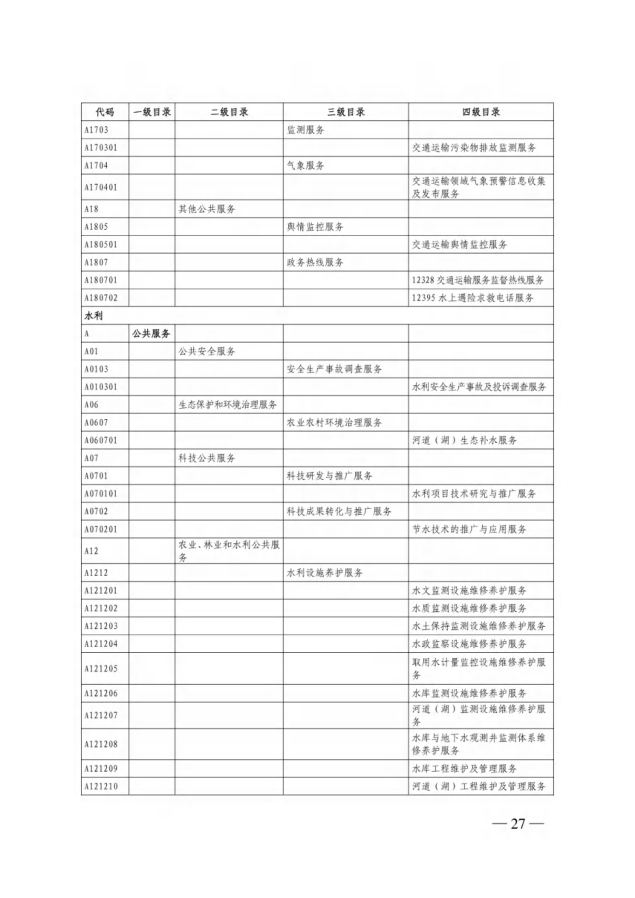 代码 一级目录 二级目录 三级目录 四级目录
A1703 监测服务
A170301 交通运输污染物排放监测服务
A1704 气象服务
A170401 交通运输领域气象预警信息收集
及发布服务
A18 其他公共服务
A1805 舆情监控服务
A180501 交通运输舆情监控服务
A1807 政务热线服务
A180701 12328 交通运输服务监督热线服务
A180702 12395 水上遇险求救电话服务
水利
A 公共服务
A01 公共安全服务
A0103 安全生产事故调查服务
A010301 水利安全生产事故及投诉调查服务
A06 生态保护和环境治理服务
A0607 农业农村环境治理服务
A060701 河道（湖）生态补水服务
A07 科技公共服务
A0701 科技研发与推广服务
A070101 水利项目技术研究与推广服务
A0702 科技成果转化与推广服务
A070201 节水技术的推广与应用服务
A12 农业、林业和水利公共服
务
A1212 水利设施养护服务
A121201 水文监测设施维修养护服务
A121202 水质监测设施维修养护服务
A121203 水土保持监测设施维修养护服务
A121204 水政监察设施维修养护服务
A121205 取用水计量监控设施维修养护服
务
A121206 水库监测设施维修养护服务
A121207 河道（湖）监测设施维修养护服
务
A121208 水库与地下水观测井监测体系维
修养护服务
A121209 水库工程维护及管理服务
A121210 河道（湖）工程维护及管理服务
— 27 —